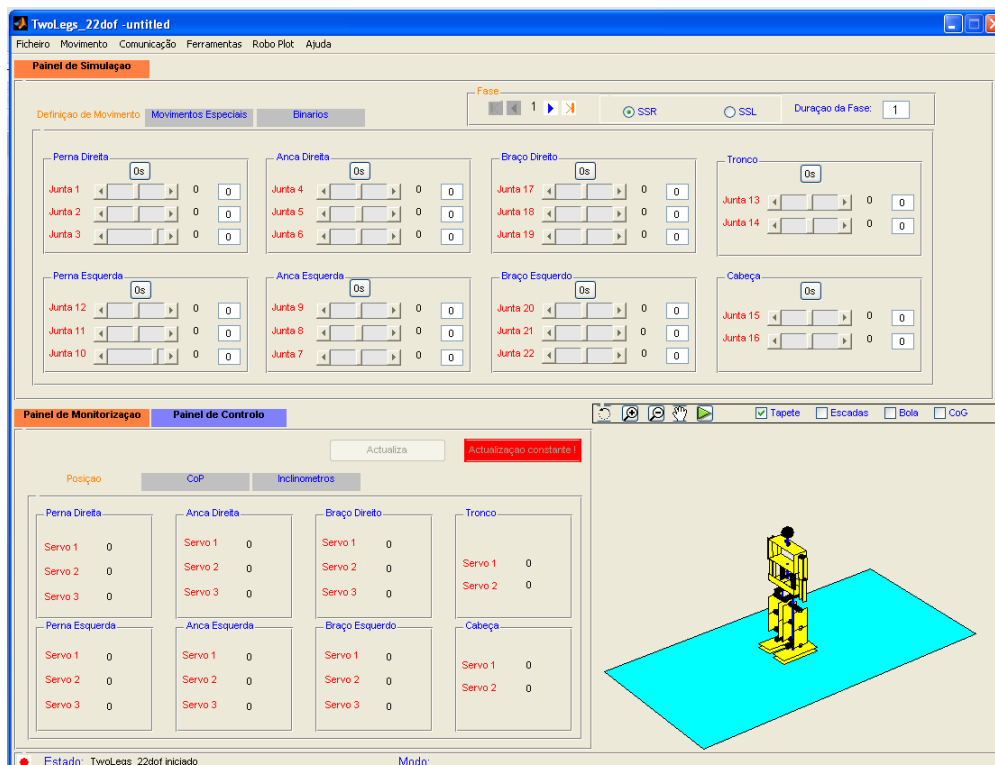 TwoLegs_22dof -untitled
Ficheiro Movimento Comunicação Ferramentas Robo Plot Ajuda
Painel de Simulaçao
Fase
1 SSR SSL Duraçao da Fase: 1
Definiçao de Movimento Movimentos Especiais Binarios
Perna Direita Anca Direita Braço Direito Tronco
0s 0s 0s 0s
Junta 1 0 0 Junta 4 0 0 Junta 17 0 0 Junta 13 0 0
Junta 2 0 0 Junta 5 0 0 Junta 18 0 0 Junta 14 0 0
Junta 3 0 0 Junta 6 0 0 Junta 19 0 0
Perna Esquerda Anca Esquerda Braço Esquerdo Cabeça
0s 0s 0s 0s
Junta 12 0 0 Junta 9 0 0 Junta 20 0 0 Junta 15 0 0
Junta 11 0 0 Junta 8 0 0 Junta 21 0 0 Junta 16 0 0
Junta 10 0 0 Junta 7 0 0 Junta 22 0 0
Painel de Monitorizaçao Painel de Controlo
Tapete Escadas Bola CoG
Actualiza Actualizaçao constante !
Posiçao CoP Inclinometros
Perna Direita Anca Direita Braço Direito Tronco
Servo 1 0 Servo 1 0 Servo 1 0 Servo 1 0
Servo 2 0 Servo 2 0 Servo 2 0 Servo 2 0
Servo 3 0 Servo 3 0 Servo 3 0
Perna Esquerda Anca Esquerda Braço Esquerdo Cabeça
Servo 1 0 Servo 1 0 Servo 1 0 Servo 1 0
Servo 2 0 Servo 2 0 Servo 2 0 Servo 2 0
Servo 3 0 Servo 3 0 Servo 3 0
Estado: TwoLegs_22dof iniciado Modo: